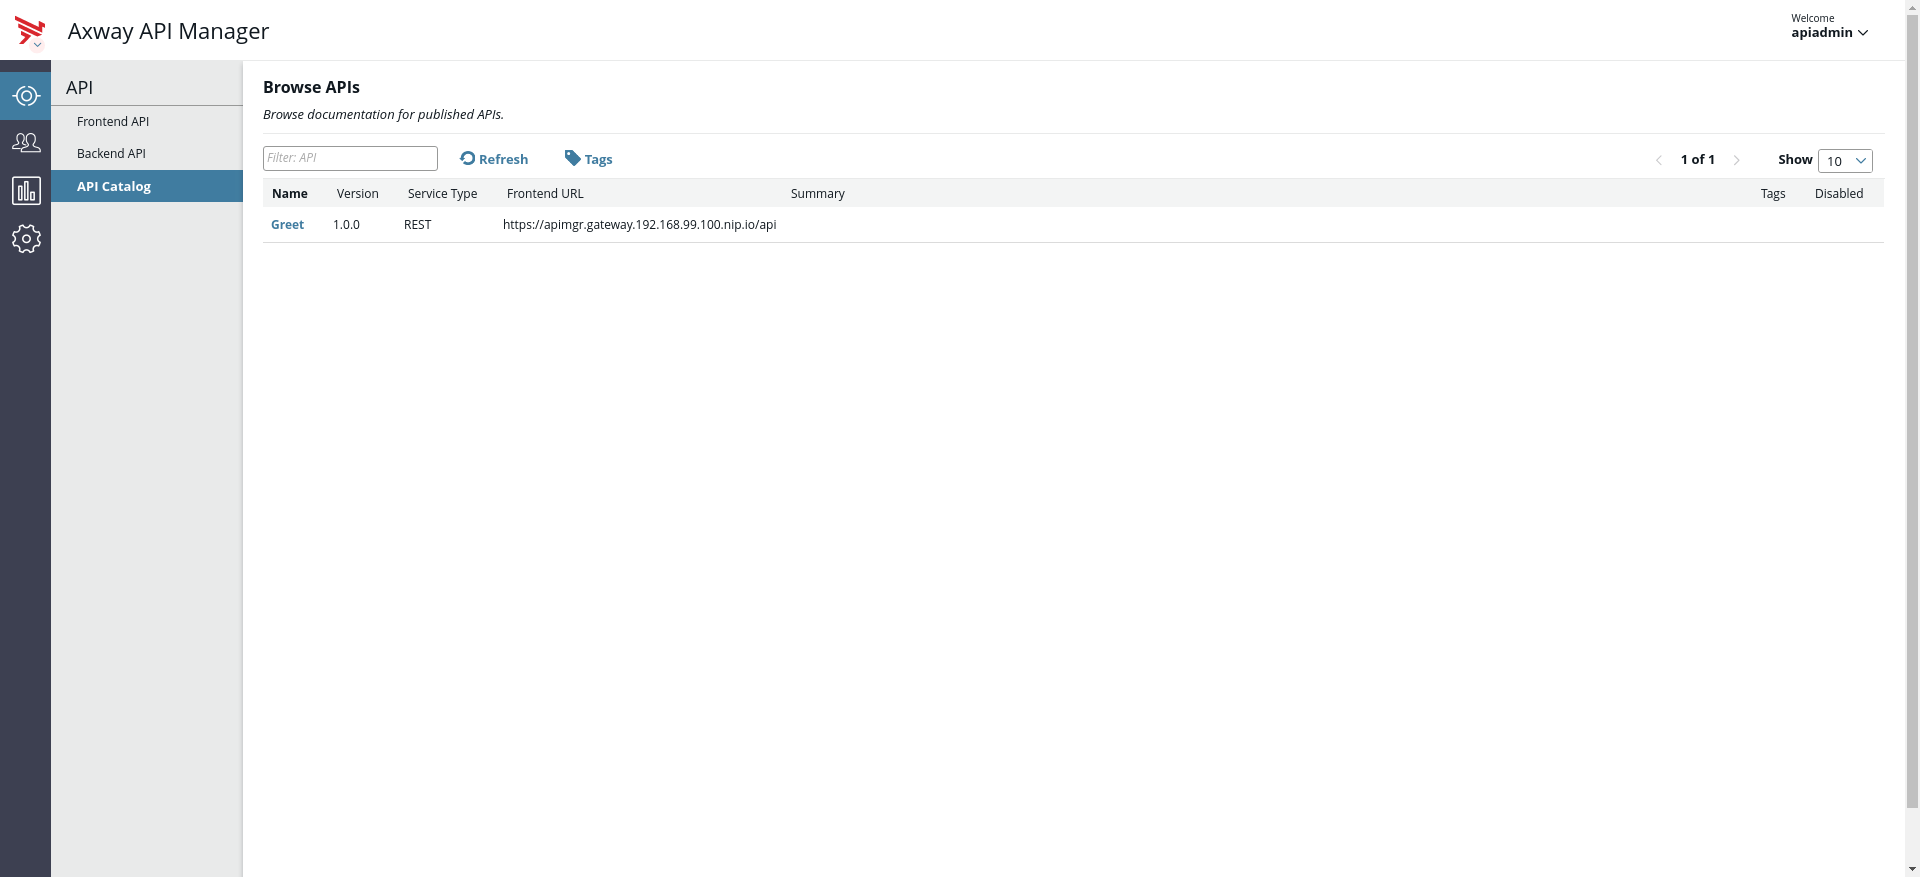 Axway API Manager
Welcome
apiadmin
API
Frontend API
Backend API
API Catalog
Browse APIs
Browse documentation for published APIs.
Filter: API Refresh Tags 1 of 1 Show 10
Name Version Service Type Frontend URL Summary Tags Disabled
Greet 1.0.0 REST https://apimgr.gateway.192.168.99.100.nip.io/api